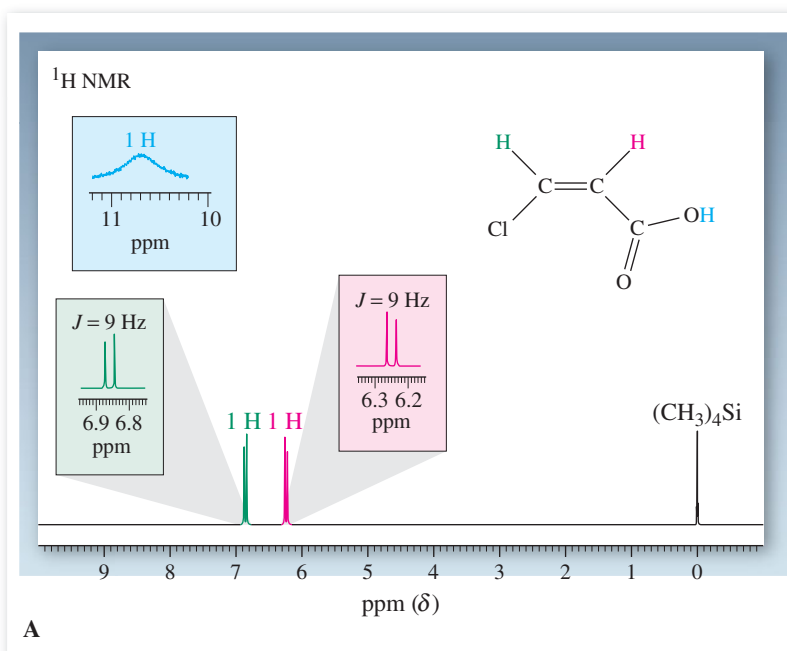 ¹H NMR
1 H
11 10
ppm
H H
C C
Cl C OH
O
J = 9 Hz
6.9 6.8
ppm
J = 9 Hz
6.3 6.2
ppm
1 H 1 H
(CH₃)₄Si
9 8 7 6 5 4 3 2 1 0
ppm (δ)
A